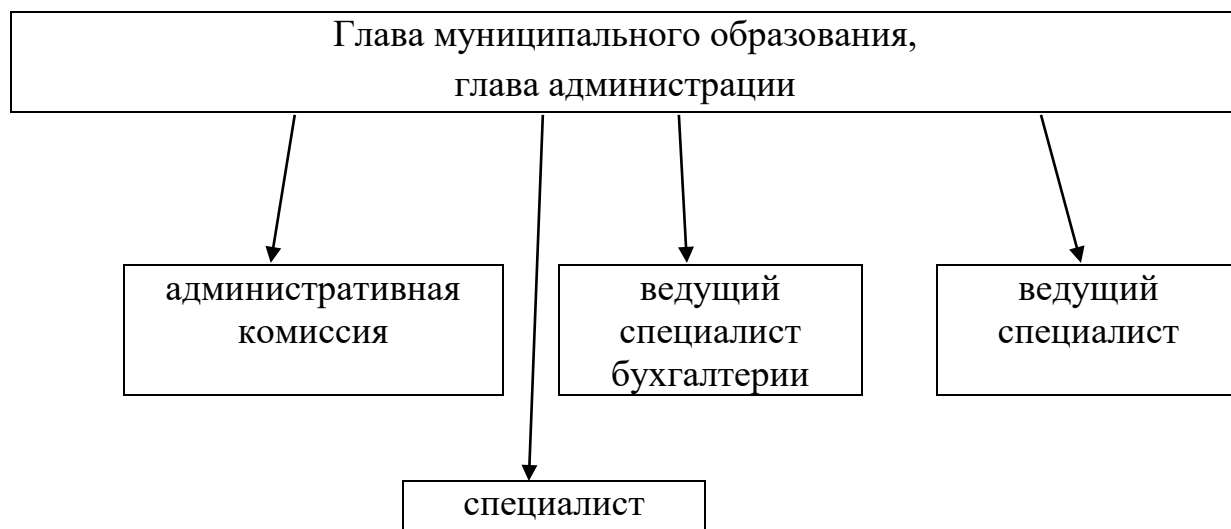 Глава муниципального образования,
глава администрации
административная
комиссия
ведущий
специалист
бухгалтерии
ведущий
специалист
специалист